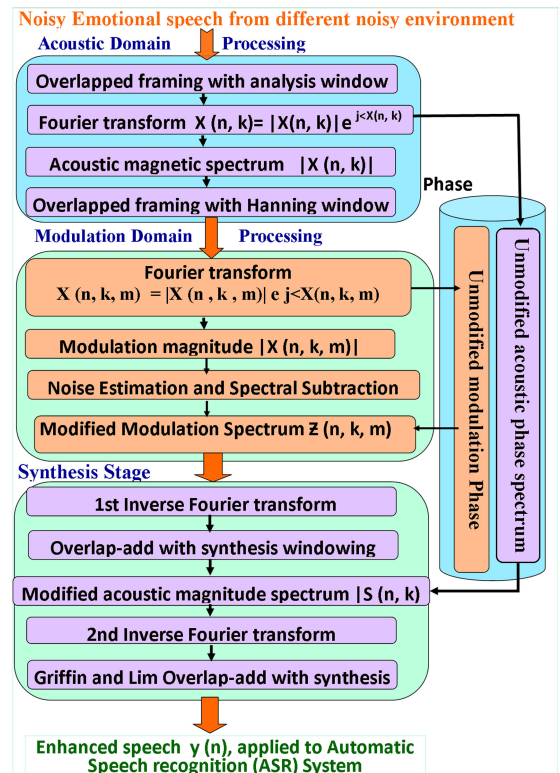 Noisy Emotional speech from different noisy environment
Acoustic Domain Processing
Overlapped framing with analysis window
Fourier transform X (n, k)= |X(n, k)| e j<X(n, k)
Acoustic magnetic spectrum |X (n, k)|
Overlapped framing with Hanning window
Phase
Modulation Domain Processing
Fourier transform
X (n, k, m) = |X (n , k , m)| e j<X(n, k, m)
Modulation magnitude |X (n, k, m)|
Noise Estimation and Spectral Subtraction
Modified Modulation Spectrum Ƶ (n, k, m)
Unmodified modulation Phase
Unmodified acoustic phase spectrum
Synthesis Stage
1st Inverse Fourier transform
Overlap-add with synthesis windowing
Modified acoustic magnitude spectrum |S (n, k)
2nd Inverse Fourier transform
Griffin and Lim Overlap-add with synthesis
Enhanced speech y (n), applied to Automatic
Speech recognition (ASR) System